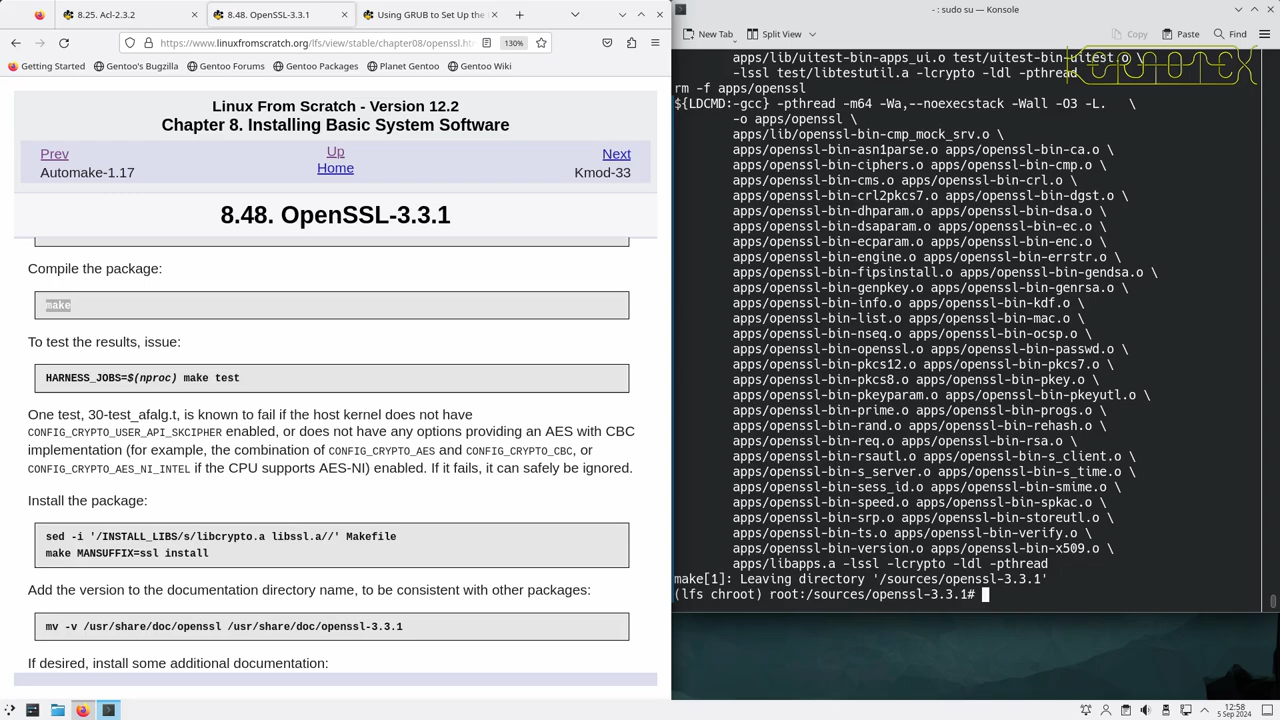 8.25. Acl-2.3.2
8.48. OpenSSL-3.3.1
Using GRUB to Set Up the
https://www.linuxfromscratch.org/lfs/view/stable/chapter08/openssl.ht
130%
Getting Started
Gentoo's Bugzilla
Gentoo Forums
Gentoo Packages
Planet Gentoo
Gentoo Wiki
Linux From Scratch - Version 12.2
Chapter 8. Installing Basic System Software
Prev
Up
Next
Automake-1.17
Home
Kmod-33
8.48. OpenSSL-3.3.1
Compile the package:
make
To test the results, issue:
HARNESS_JOBS=$(nproc) make test
One test, 30-test_afalg.t, is known to fail if the host kernel does not have
CONFIG_CRYPTO_USER_API_SKCIPHER enabled, or does not have any options providing an AES with CBC
implementation (for example, the combination of CONFIG_CRYPTO_AES and CONFIG_CRYPTO_CBC, or
CONFIG_CRYPTO_AES_NI_INTEL if the CPU supports AES-NI) enabled. If it fails, it can safely be ignored.
Install the package:
sed -i '/INSTALL_LIBS/s/libcrypto.a libssl.a//' Makefile
make MANSUFFIX=ssl install
Add the version to the documentation directory name, to be consistent with other packages:
mv -v /usr/share/doc/openssl /usr/share/doc/openssl-3.3.1
If desired, install some additional documentation:
- : sudo su — Konsole
New Tab
Split View
Copy
Paste
Find
KERNOTEX
apps/lib/uitest-bin-apps_ui.o test/uitest-bin-uitest.o \
-lssl test/libtestutil.a -lcrypto -ldl -pthread
rm -f apps/openssl
${LDCMD:-gcc} -pthread -m64 -Wa,--noexecstack -Wall -O3 -L.   \
-o apps/openssl \
apps/lib/openssl-bin-cmp_mock_srv.o \
apps/openssl-bin-asn1parse.o apps/openssl-bin-ca.o \
apps/openssl-bin-ciphers.o apps/openssl-bin-cmp.o \
apps/openssl-bin-cms.o apps/openssl-bin-crl.o \
apps/openssl-bin-crl2pkcs7.o apps/openssl-bin-dgst.o \
apps/openssl-bin-dhparam.o apps/openssl-bin-dsa.o \
apps/openssl-bin-dsaparam.o apps/openssl-bin-ec.o \
apps/openssl-bin-ecparam.o apps/openssl-bin-enc.o \
apps/openssl-bin-engine.o apps/openssl-bin-errstr.o \
apps/openssl-bin-fipsinstall.o apps/openssl-bin-gendsa.o \
apps/openssl-bin-genpkey.o apps/openssl-bin-genrsa.o \
apps/openssl-bin-info.o apps/openssl-bin-kdf.o \
apps/openssl-bin-list.o apps/openssl-bin-mac.o \
apps/openssl-bin-nseq.o apps/openssl-bin-ocsp.o \
apps/openssl-bin-openssl.o apps/openssl-bin-passwd.o \
apps/openssl-bin-pkcs12.o apps/openssl-bin-pkcs7.o \
apps/openssl-bin-pkcs8.o apps/openssl-bin-pkey.o \
apps/openssl-bin-pkeyparam.o apps/openssl-bin-pkeyutl.o \
apps/openssl-bin-prime.o apps/openssl-bin-progs.o \
apps/openssl-bin-rand.o apps/openssl-bin-rehash.o \
apps/openssl-bin-req.o apps/openssl-bin-rsa.o \
apps/openssl-bin-rsautl.o apps/openssl-bin-s_client.o \
apps/openssl-bin-s_server.o apps/openssl-bin-s_time.o \
apps/openssl-bin-sess_id.o apps/openssl-bin-smime.o \
apps/openssl-bin-speed.o apps/openssl-bin-spkac.o \
apps/openssl-bin-srp.o apps/openssl-bin-storeutl.o \
apps/openssl-bin-ts.o apps/openssl-bin-verify.o \
apps/openssl-bin-version.o apps/openssl-bin-x509.o \
apps/libapps.a -lssl -lcrypto -ldl -pthread
make[1]: Leaving directory '/sources/openssl-3.3.1'
(lfs chroot) root:/sources/openssl-3.3.1#
12:58
5 Sep 2024